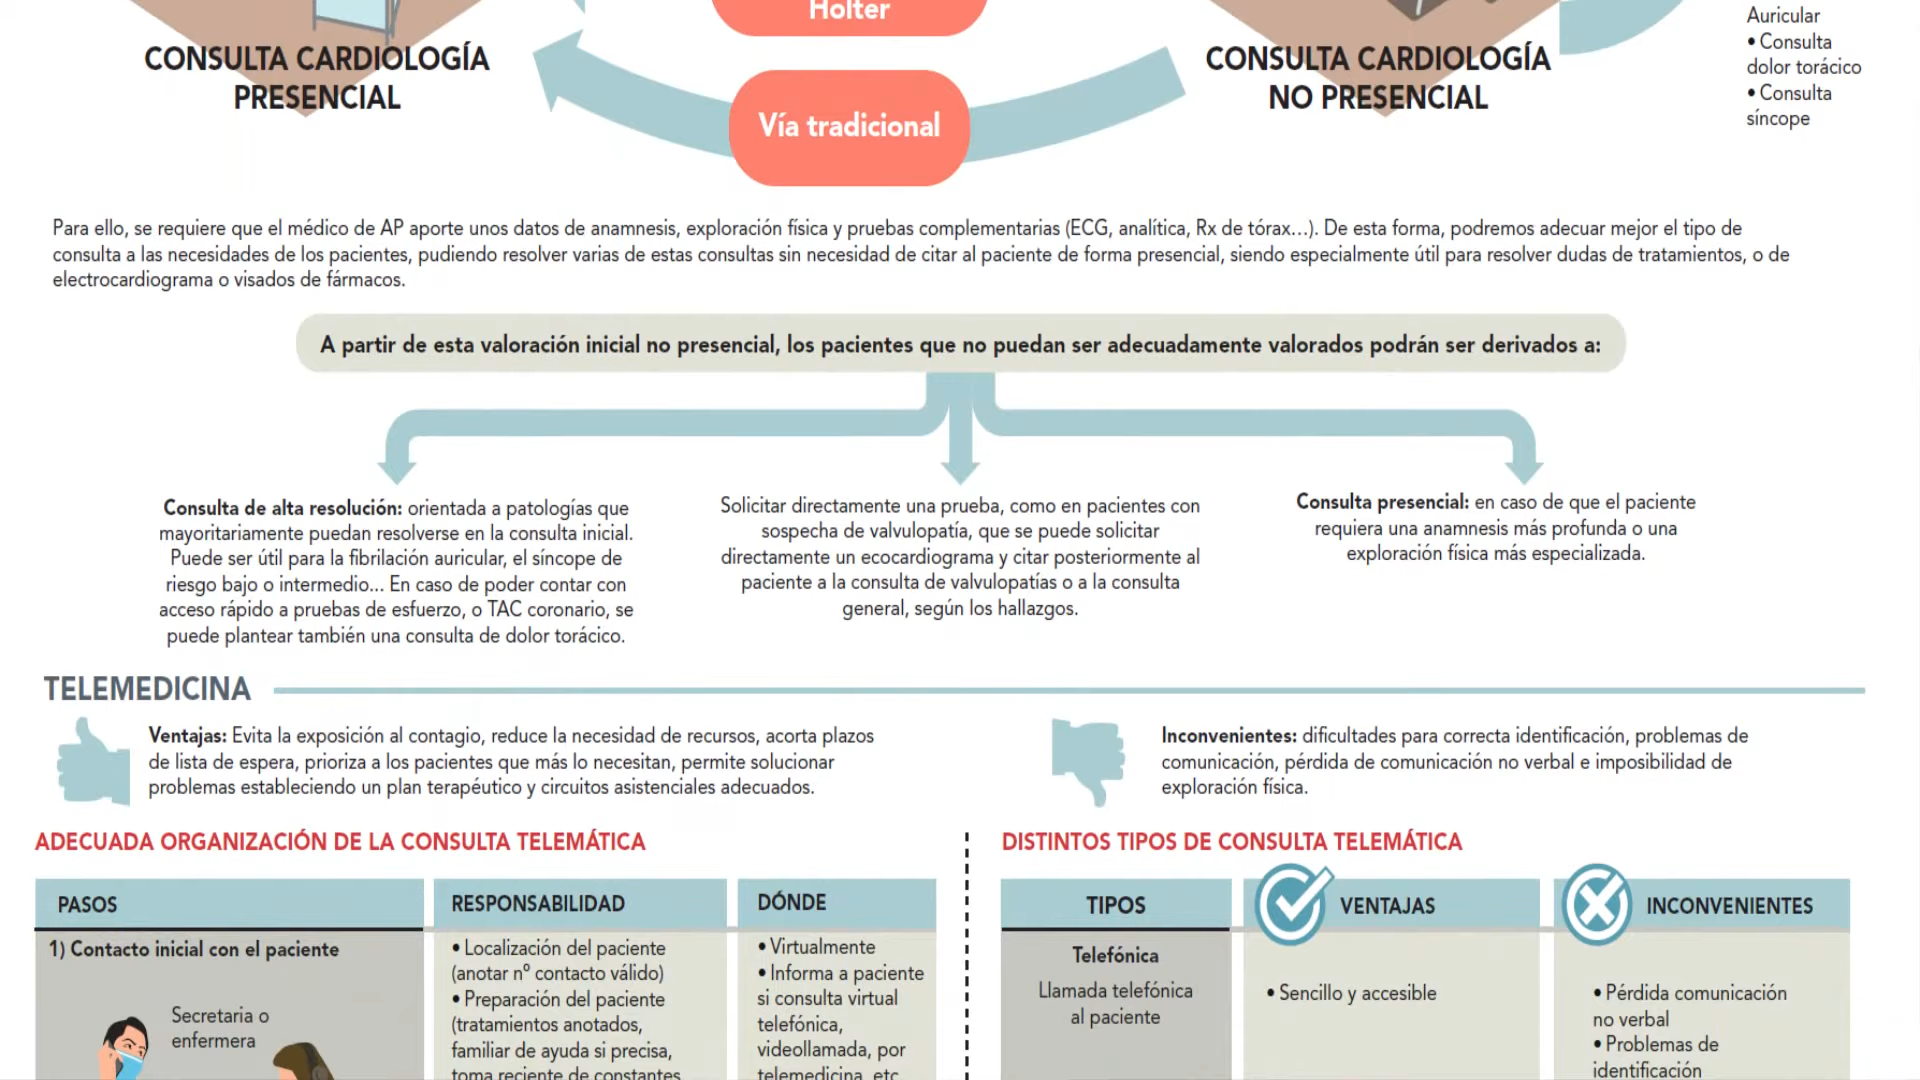 Holter
Auricular
• Consulta
dolor torácico
• Consulta
síncope
CONSULTA CARDIOLOGÍA
PRESENCIAL
Vía tradicional
CONSULTA CARDIOLOGÍA
NO PRESENCIAL
Para ello, se requiere que el médico de AP aporte unos datos de anamnesis, exploración física y pruebas complementarias (ECG, analítica, Rx de tórax...). De esta forma, podremos adecuar mejor el tipo de
consulta a las necesidades de los pacientes, pudiendo resolver varias de estas consultas sin necesidad de citar al paciente de forma presencial, siendo especialmente útil para resolver dudas de tratamientos, o de
electrocardiograma o visados de fármacos.
A partir de esta valoración inicial no presencial, los pacientes que no puedan ser adecuadamente valorados podrán ser derivados a:
Consulta de alta resolución: orientada a patologías que
mayoritariamente puedan resolverse en la consulta inicial.
Puede ser útil para la fibrilación auricular, el síncope de
riesgo bajo o intermedio... En caso de poder contar con
acceso rápido a pruebas de esfuerzo, o TAC coronario, se
puede plantear también una consulta de dolor torácico.
Solicitar directamente una prueba, como en pacientes con
sospecha de valvulopatía, que se puede solicitar
directamente un ecocardiograma y citar posteriormente al
paciente a la consulta de valvulopatías o a la consulta
general, según los hallazgos.
Consulta presencial: en caso de que el paciente
requiera una anamnesis más profunda o una
exploración física más especializada.
TELEMEDICINA
Ventajas: Evita la exposición al contagio, reduce la necesidad de recursos, acorta plazos
de lista de espera, prioriza a los pacientes que más lo necesitan, permite solucionar
problemas estableciendo un plan terapéutico y circuitos asistenciales adecuados.
Inconvenientes: dificultades para correcta identificación, problemas de
comunicación, pérdida de comunicación no verbal e imposibilidad de
exploración física.
ADECUADA ORGANIZACIÓN DE LA CONSULTA TELEMÁTICA
PASOS
RESPONSABILIDAD
DÓNDE
1) Contacto inicial con el paciente
Secretaria o
enfermera
• Localización del paciente
(anotar nº contacto válido)
• Preparación del paciente
(tratamientos anotados,
familiar de ayuda si precisa,
toma reciente de constantes
• Virtualmente
• Informa a paciente
si consulta virtual
telefónica,
videollamada, por
telemedicina, etc
DISTINTOS TIPOS DE CONSULTA TELEMÁTICA
TIPOS
VENTAJAS
INCONVENIENTES
Telefónica
Llamada telefónica
al paciente
• Sencillo y accesible
• Pérdida comunicación
no verbal
• Problemas de
identificación